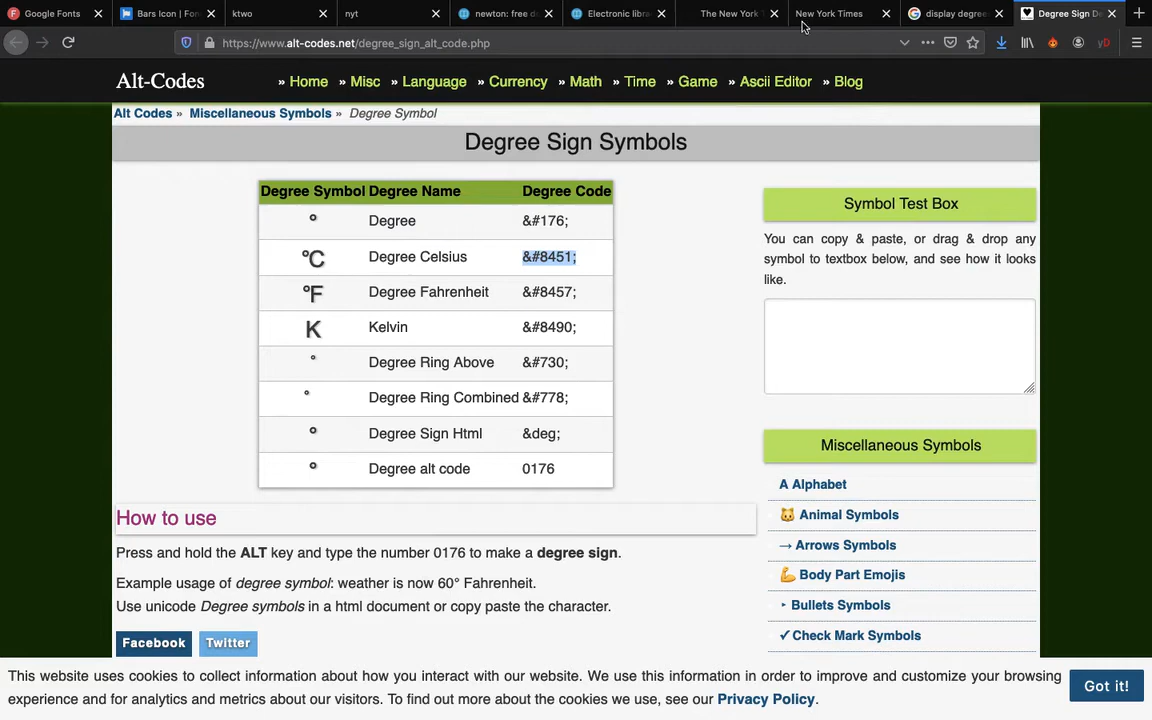 Google Fonts
Bars Icon | Fon
ktwo
nyt
newton: free d
Electronic libra
The New York T
New York Times
display degree
Degree Sign De
https://www.alt-codes.net/degree_sign_alt_code.php
Alt-Codes
» Home » Misc » Language » Currency » Math » Time » Game » Ascii Editor » Blog
Alt Codes » Miscellaneous Symbols » Degree Symbol
Degree Sign Symbols
Degree Symbol Degree Name Degree Code
° Degree &#176;
℃ Degree Celsius &#8451;
℉ Degree Fahrenheit &#8457;
K Kelvin &#8490;
˚ Degree Ring Above &#730;
̊ Degree Ring Combined &#778;
° Degree Sign Html &deg;
° Degree alt code 0176
How to use
Press and hold the ALT key and type the number 0176 to make a degree sign.
Example usage of degree symbol: weather is now 60° Fahrenheit.
Use unicode Degree symbols in a html document or copy paste the character.
Facebook Twitter
Symbol Test Box
You can copy & paste, or drag & drop any
symbol to textbox below, and see how it looks
like.
Miscellaneous Symbols
A Alphabet
🐱 Animal Symbols
→ Arrows Symbols
💪 Body Part Emojis
‣ Bullets Symbols
✓ Check Mark Symbols
This website uses cookies to collect information about how you interact with our website. We use this information in order to improve and customize your browsing
experience and for analytics and metrics about our visitors. To find out more about the cookies we use, see our Privacy Policy.
Got it!